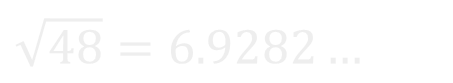 √48 = 6.9282 ...